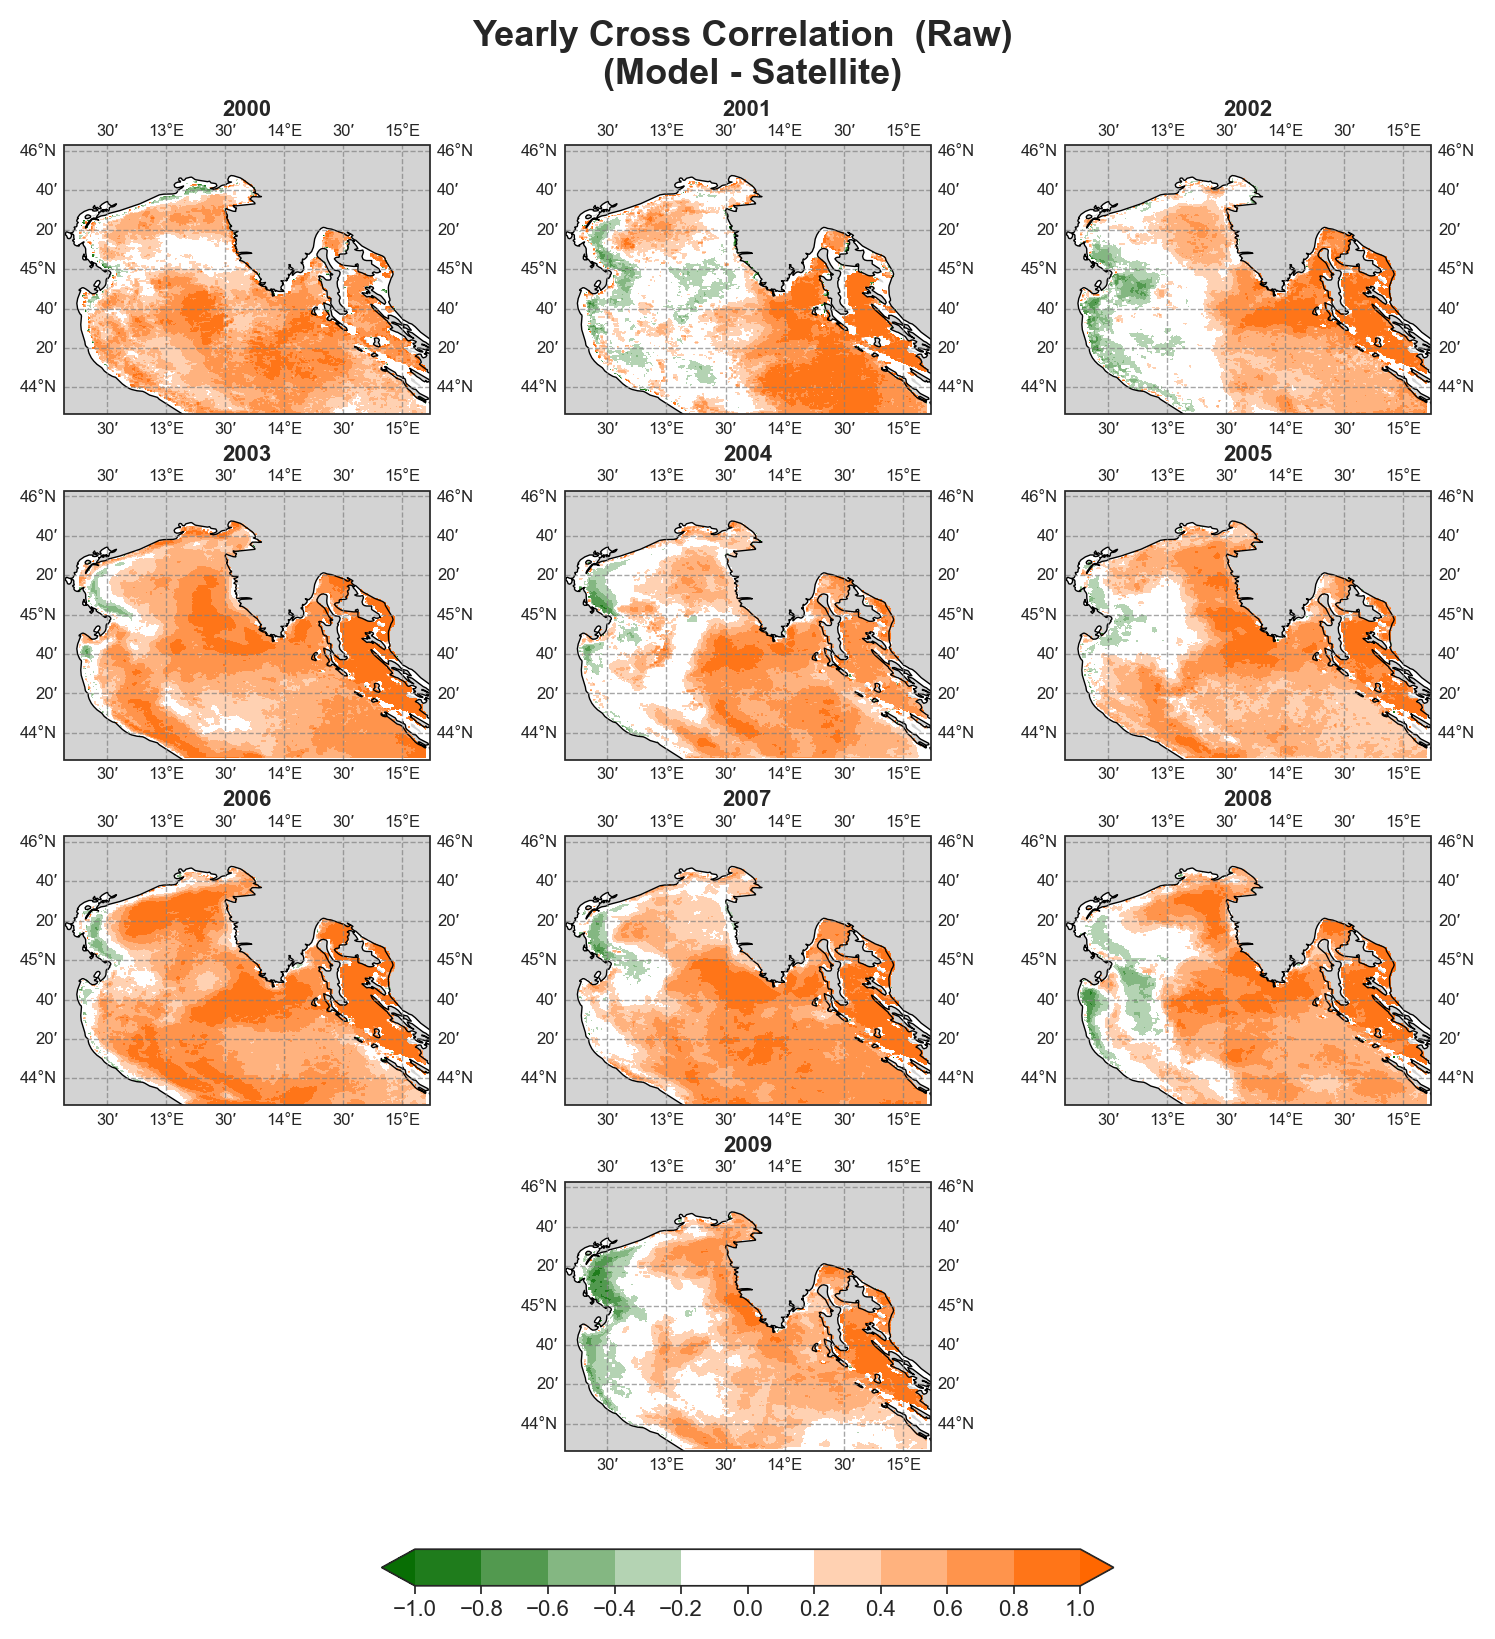 Yearly Cross Correlation  (Raw)
(Model - Satellite)
2000 2001 2002
30′ 13°E 30′ 14°E 30′ 15°E 30′ 13°E 30′ 14°E 30′ 15°E 30′ 13°E 30′ 14°E 30′ 15°E
46°N 46°N 46°N 46°N 46°N 46°N
40′ 40′ 40′ 40′ 40′ 40′
20′ 20′ 20′ 20′ 20′ 20′
45°N 45°N 45°N 45°N 45°N 45°N
40′ 40′ 40′ 40′ 40′ 40′
20′ 20′ 20′ 20′ 20′ 20′
44°N 44°N 44°N 44°N 44°N 44°N
30′ 13°E 30′ 14°E 30′ 15°E 30′ 13°E 30′ 14°E 30′ 15°E 30′ 13°E 30′ 14°E 30′ 15°E
2003 2004 2005
30′ 13°E 30′ 14°E 30′ 15°E 30′ 13°E 30′ 14°E 30′ 15°E 30′ 13°E 30′ 14°E 30′ 15°E
46°N 46°N 46°N 46°N 46°N 46°N
40′ 40′ 40′ 40′ 40′ 40′
20′ 20′ 20′ 20′ 20′ 20′
45°N 45°N 45°N 45°N 45°N 45°N
40′ 40′ 40′ 40′ 40′ 40′
20′ 20′ 20′ 20′ 20′ 20′
44°N 44°N 44°N 44°N 44°N 44°N
30′ 13°E 30′ 14°E 30′ 15°E 30′ 13°E 30′ 14°E 30′ 15°E 30′ 13°E 30′ 14°E 30′ 15°E
2006 2007 2008
30′ 13°E 30′ 14°E 30′ 15°E 30′ 13°E 30′ 14°E 30′ 15°E 30′ 13°E 30′ 14°E 30′ 15°E
46°N 46°N 46°N 46°N 46°N 46°N
40′ 40′ 40′ 40′ 40′ 40′
20′ 20′ 20′ 20′ 20′ 20′
45°N 45°N 45°N 45°N 45°N 45°N
40′ 40′ 40′ 40′ 40′ 40′
20′ 20′ 20′ 20′ 20′ 20′
44°N 44°N 44°N 44°N 44°N 44°N
30′ 13°E 30′ 14°E 30′ 15°E 30′ 13°E 30′ 14°E 30′ 15°E 30′ 13°E 30′ 14°E 30′ 15°E
2009
30′ 13°E 30′ 14°E 30′ 15°E
46°N 46°N
40′ 40′
20′ 20′
45°N 45°N
40′ 40′
20′ 20′
44°N 44°N
30′ 13°E 30′ 14°E 30′ 15°E
−1.0 −0.8 −0.6 −0.4 −0.2 0.0 0.2 0.4 0.6 0.8 1.0